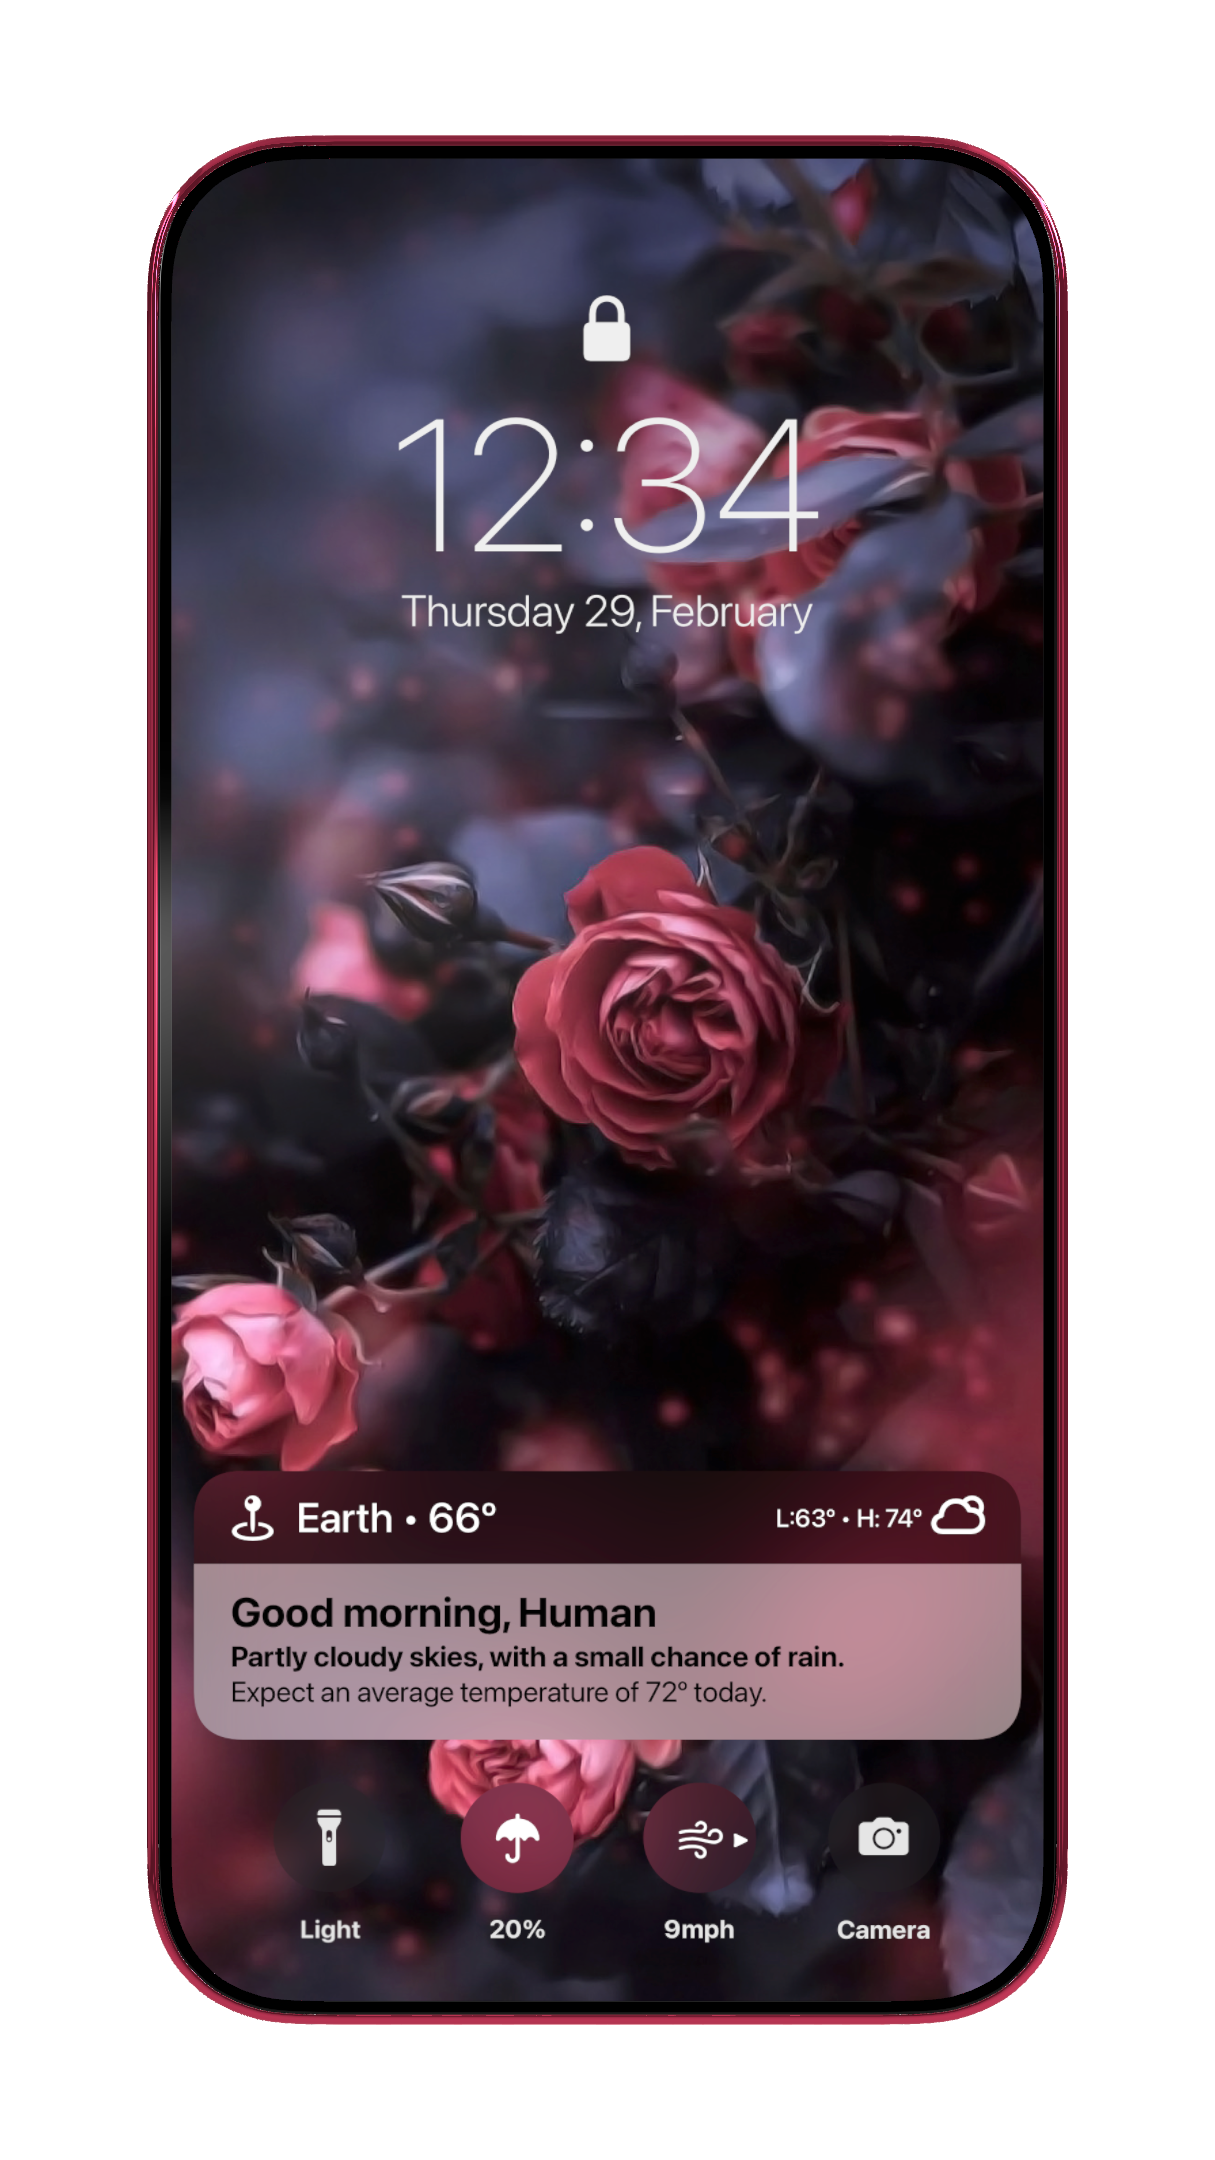 12:34
Thursday 29, February
Earth • 66°
L:63° • H: 74°
Good morning, Human
Partly cloudy skies, with a small chance of rain.
Expect an average temperature of 72° today.
Light
20%
9mph
Camera